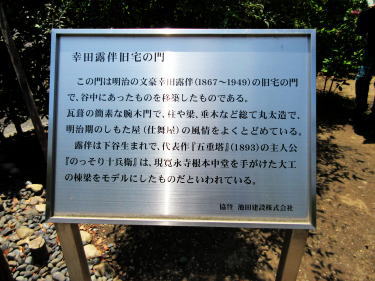 幸田露伴旧宅の門
この門は明治の文豪幸田露伴(1867〜1949)の旧宅の門
で、谷中にあったものを移築したものである。
瓦葺の簡素な腕木門で、柱や梁、垂木など総て丸太造で、
明治期のしもた屋(仕舞屋)の風情をよくとどめている。
露伴は下谷生まれで、代表作『五重塔』(1893)の主人公
『のっそり十兵衛』は、現寛永寺根本中堂を手がけた大工
の棟梁をモデルにしたものだといわれている。
協賛 池田建設株式会社